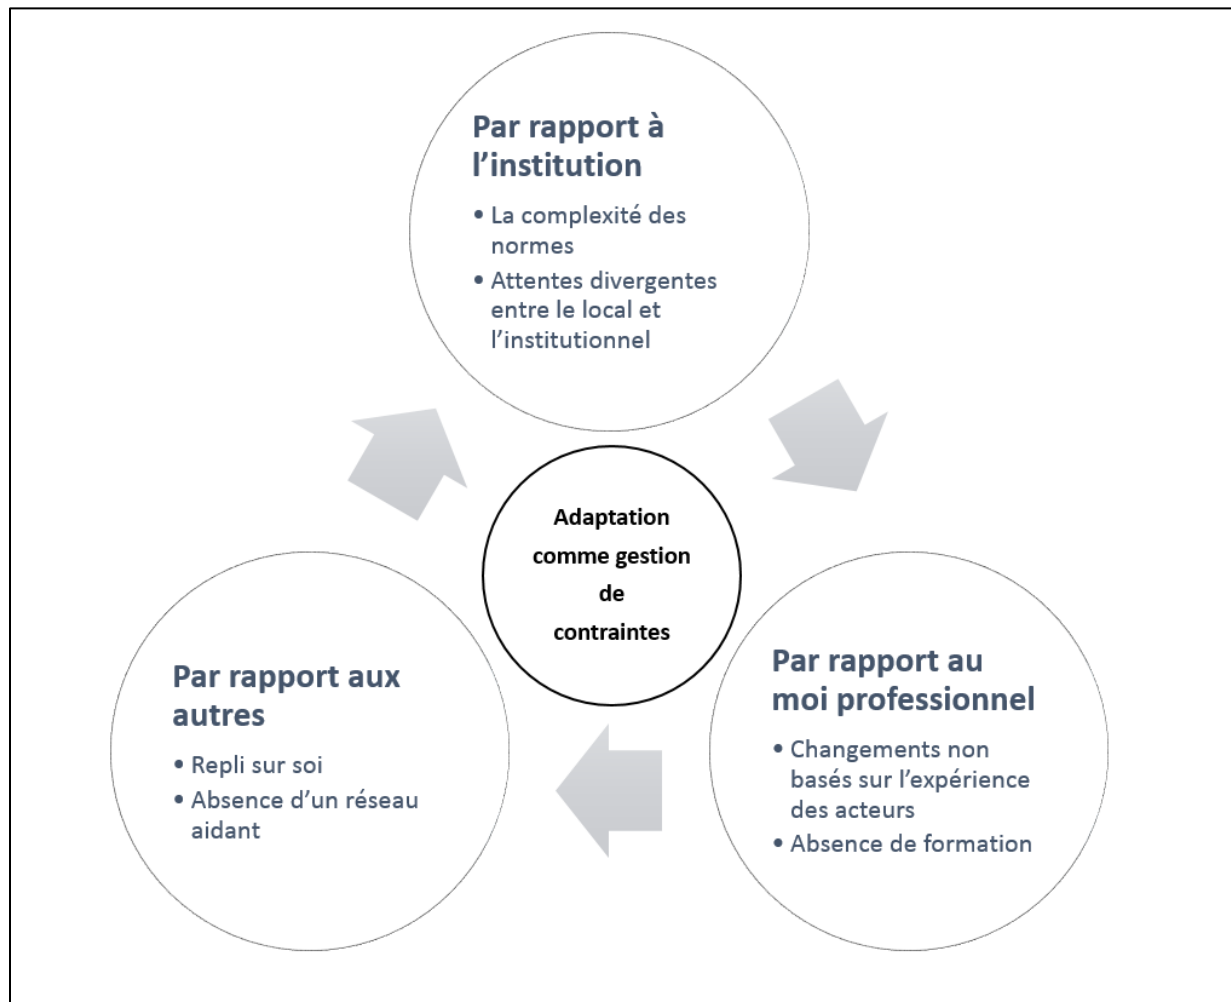 Par rapport à
l’institution
• La complexité des
normes
• Attentes divergentes
entre le local et
l’institutionnel
Adaptation
comme gestion
de
contraintes
Par rapport aux
autres
• Repli sur soi
• Absence d’un réseau
aidant
Par rapport au
moi professionnel
• Changements non
basés sur l’expérience
des acteurs
• Absence de formation